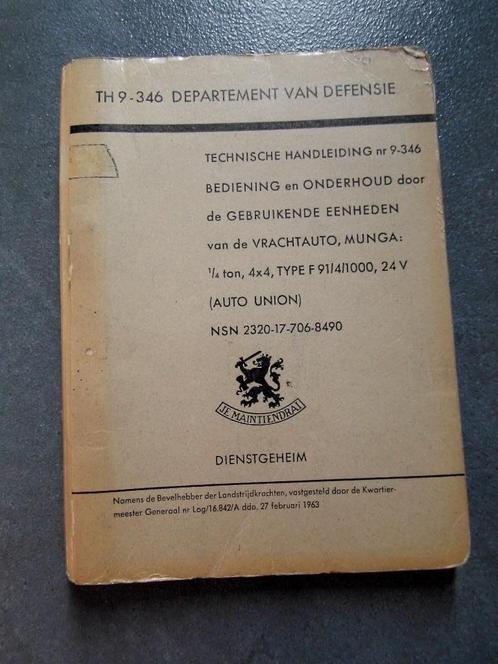 TH 9-346 DEPARTEMENT VAN DEFENSIE
TECHNISCHE HANDLEIDING nr 9-346
BEDIENING en ONDERHOUD door
de GEBRUIKENDE EENHEDEN
van de VRACHTAUTO, MUNGA:
¼ ton, 4x4, TYPE F 91/4/1000, 24 V
(AUTO UNION)
NSN 2320-17-706-8490
JE MAINTIENDRAI
DIENSTGEHEIM
Namens de Bevelhebber der Landstrijdkrachten, vastgesteld door de Kwartier-
meester Generaal nr Log/16.842/A ddo. 27 februari 1963